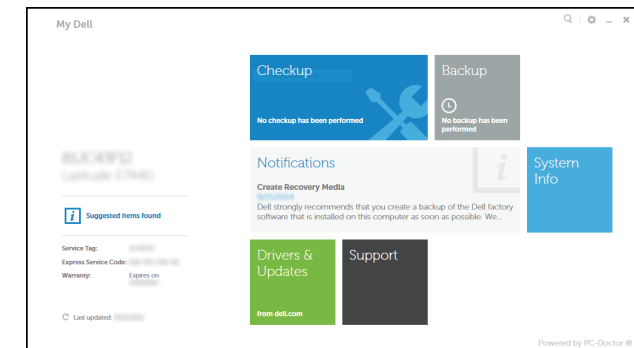 My Dell
Checkup
No checkup has been performed
Backup
No backup has been
performed
Notifications
Create Recovery Media
Dell strongly recommends that you create a backup of the Dell factory
software that is installed on this computer as soon as possible. We...
System
Info
Suggested items found
Service Tag:
Express Service Code:
Warranty: Expires on
Last updated:
Drivers &
Updates
from dell.com
Support
Powered by PC-Doctor ®